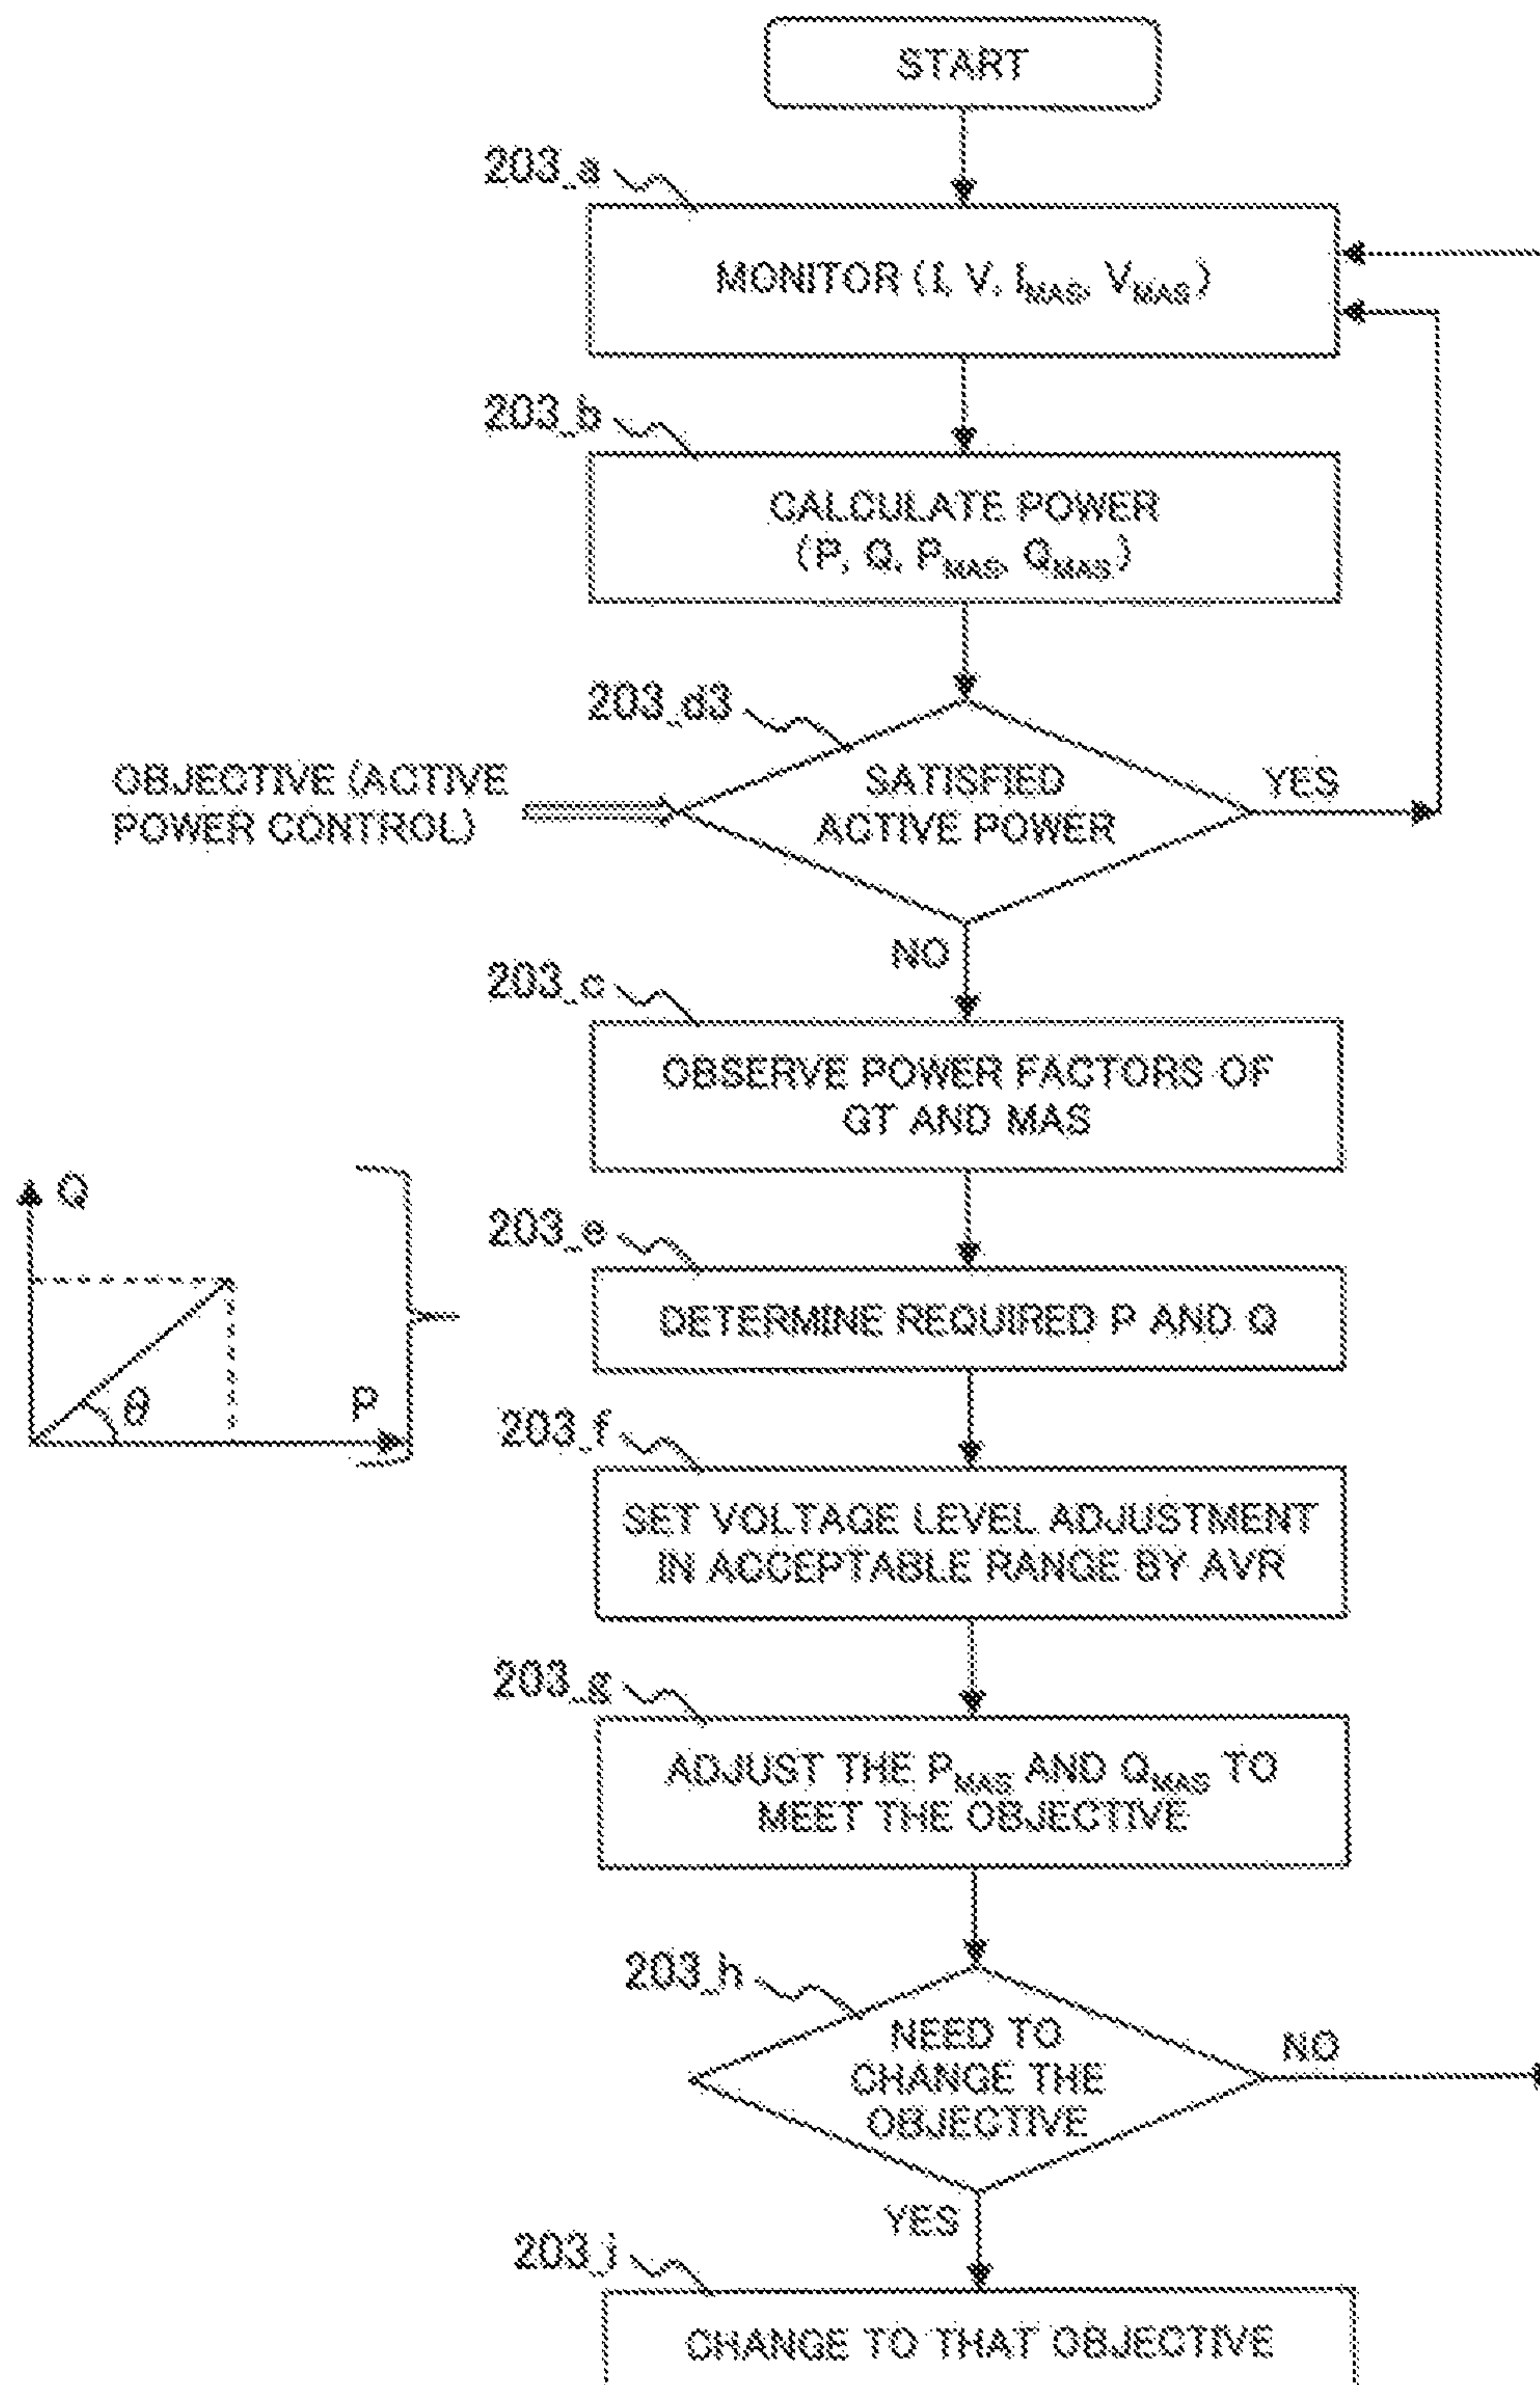 START
203_a
MONITOR (I, V, I_MAS, V_MAS)
203_b
CALCULATE POWER
(P, Q, P_MAS, Q_MAS)
203_d3
OBJECTIVE (ACTIVE
POWER CONTROL)
SATISFIED
ACTIVE POWER
YES
NO
203_c
OBSERVE POWER FACTORS OF
GT AND MAS
Q
θ
P
203_e
DETERMINE REQUIRED P AND Q
203_f
SET VOLTAGE LEVEL ADJUSTMENT
IN ACCEPTABLE RANGE BY AVR
203_g
ADJUST THE P_MAS AND Q_MAS TO
MEET THE OBJECTIVE
203_h
NEED TO
CHANGE THE
OBJECTIVE
NO
YES
203_i
CHANGE TO THAT OBJECTIVE